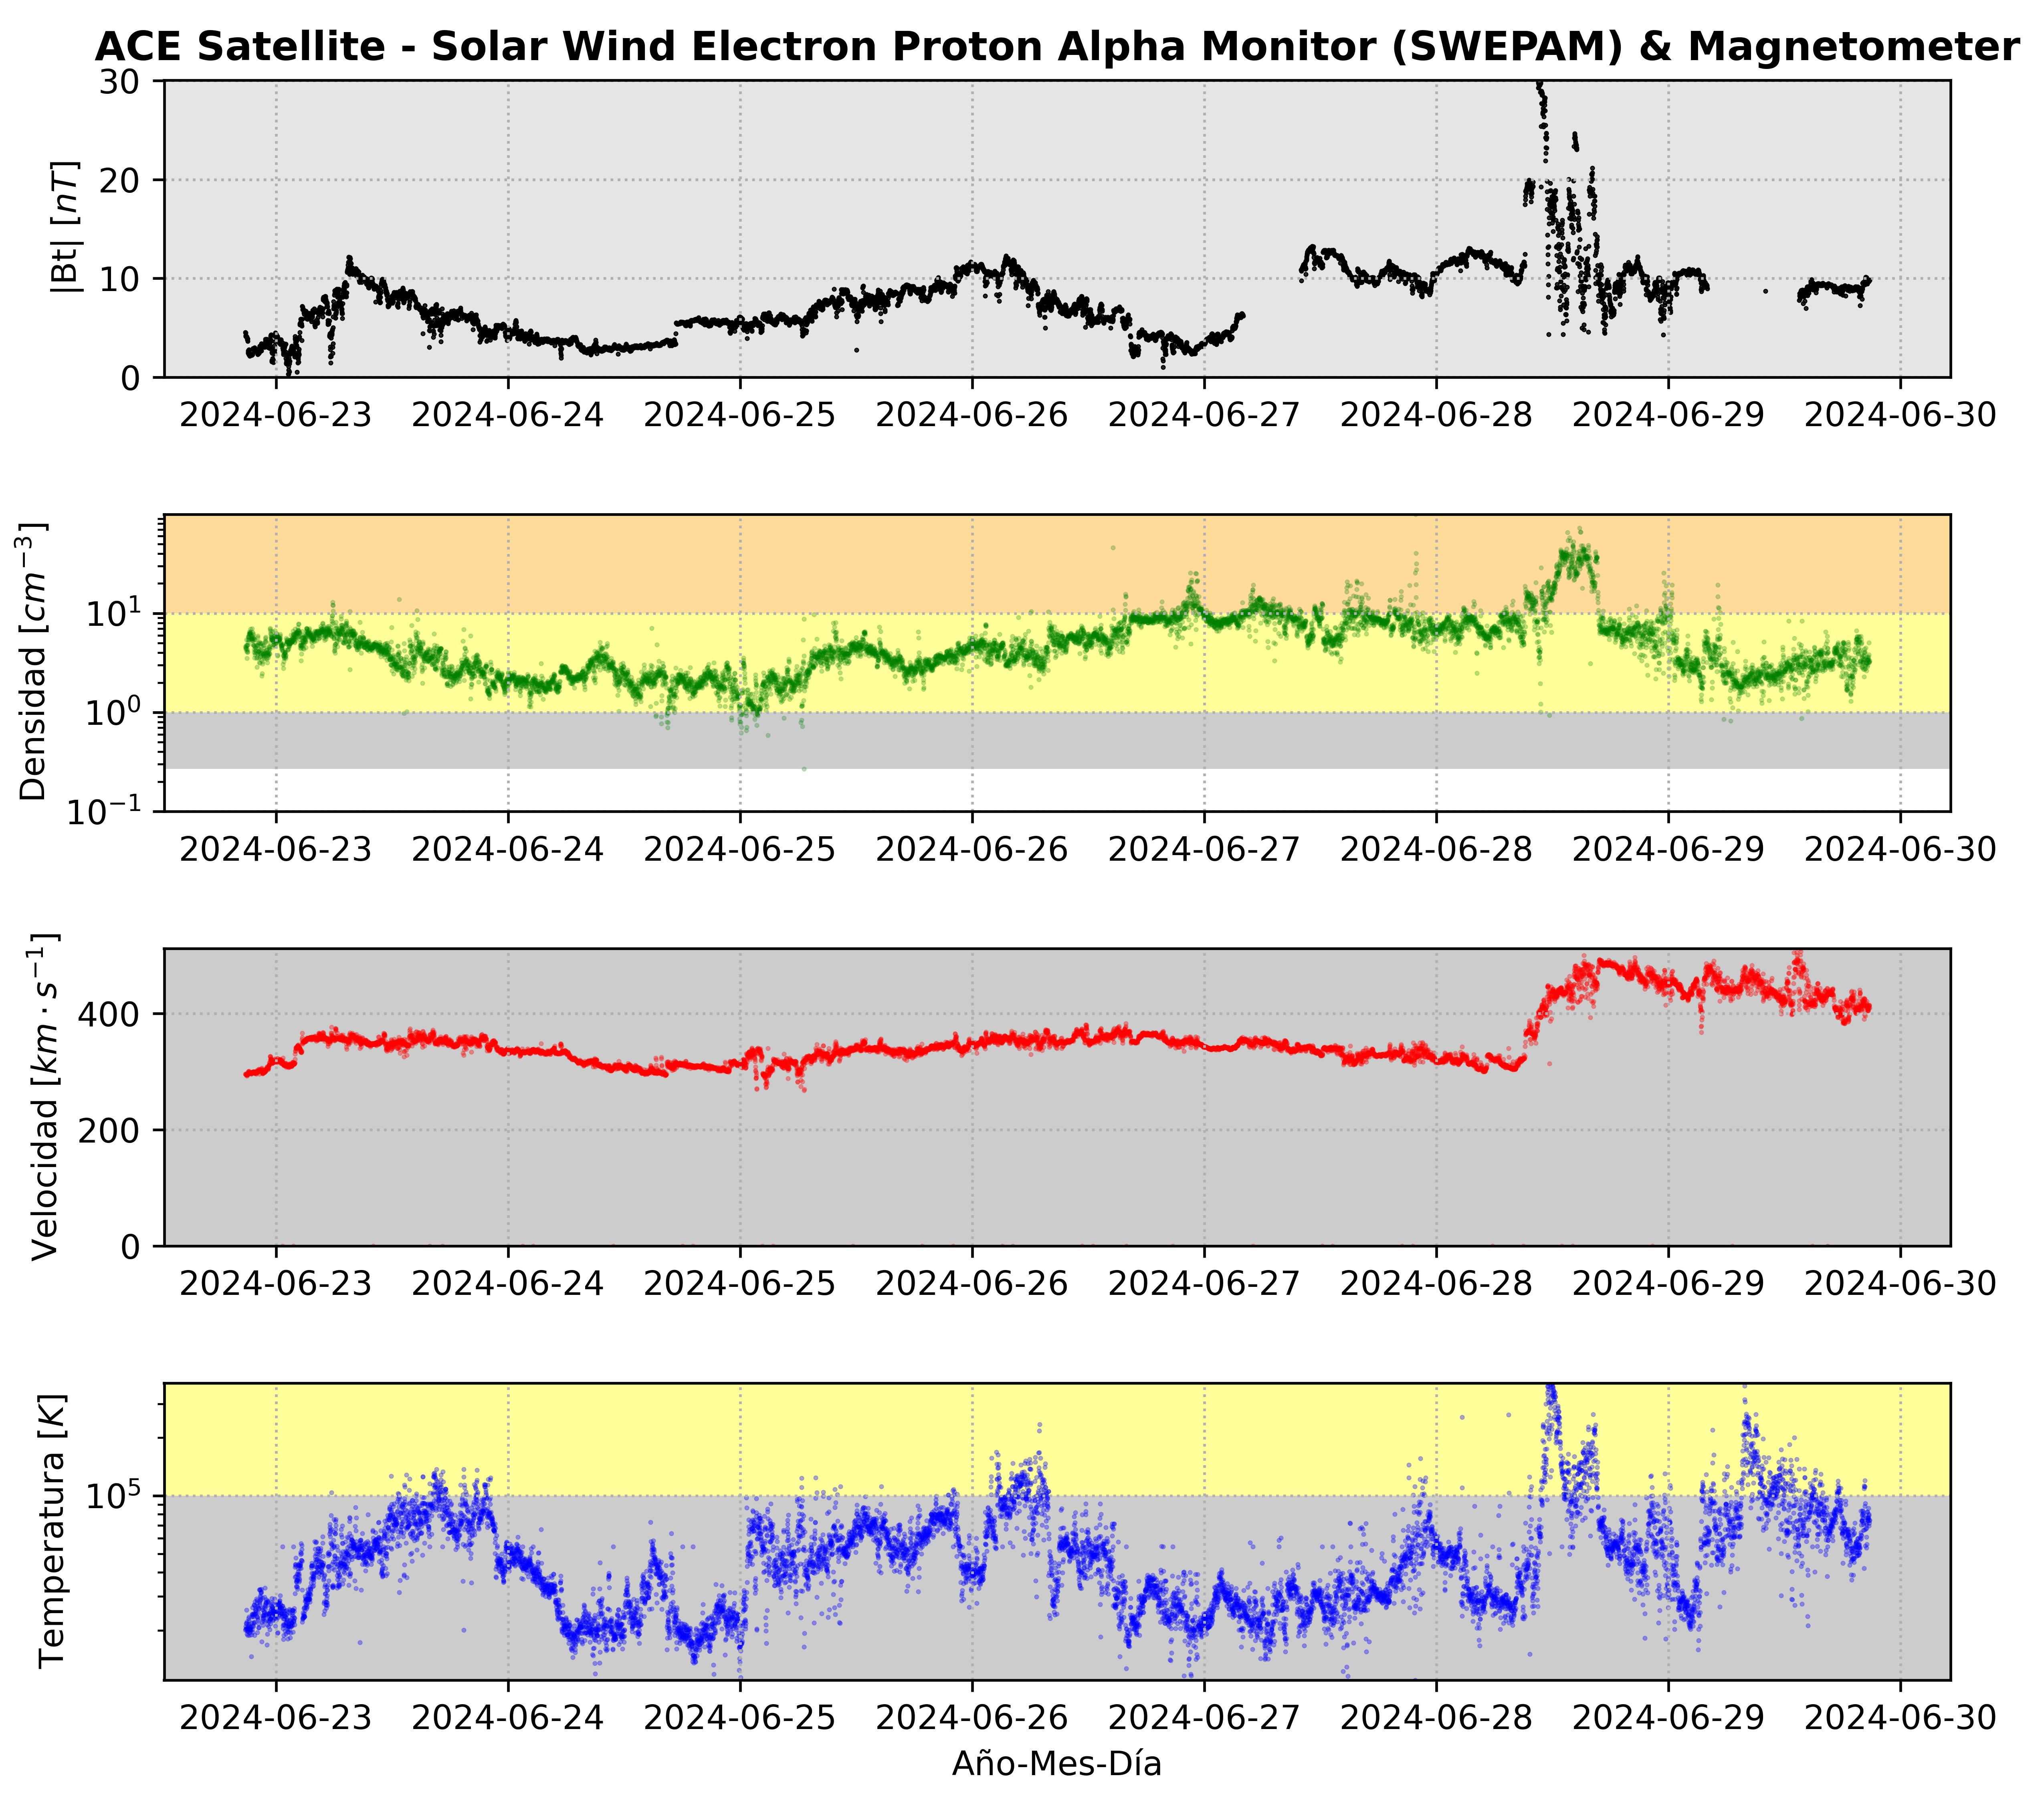 ACE Satellite - Solar Wind Electron Proton Alpha Monitor (SWEPAM) & Magnetometer
|Bt| [nT]
30
20
10
0
2024-06-23 2024-06-24 2024-06-25 2024-06-26 2024-06-27 2024-06-28 2024-06-29 2024-06-30
Densidad [cm⁻³]
10¹
10⁰
10⁻¹
2024-06-23 2024-06-24 2024-06-25 2024-06-26 2024-06-27 2024-06-28 2024-06-29 2024-06-30
Velocidad [km · s⁻¹]
400
200
0
2024-06-23 2024-06-24 2024-06-25 2024-06-26 2024-06-27 2024-06-28 2024-06-29 2024-06-30
Temperatura [K]
10⁵
2024-06-23 2024-06-24 2024-06-25 2024-06-26 2024-06-27 2024-06-28 2024-06-29 2024-06-30
Año-Mes-Día